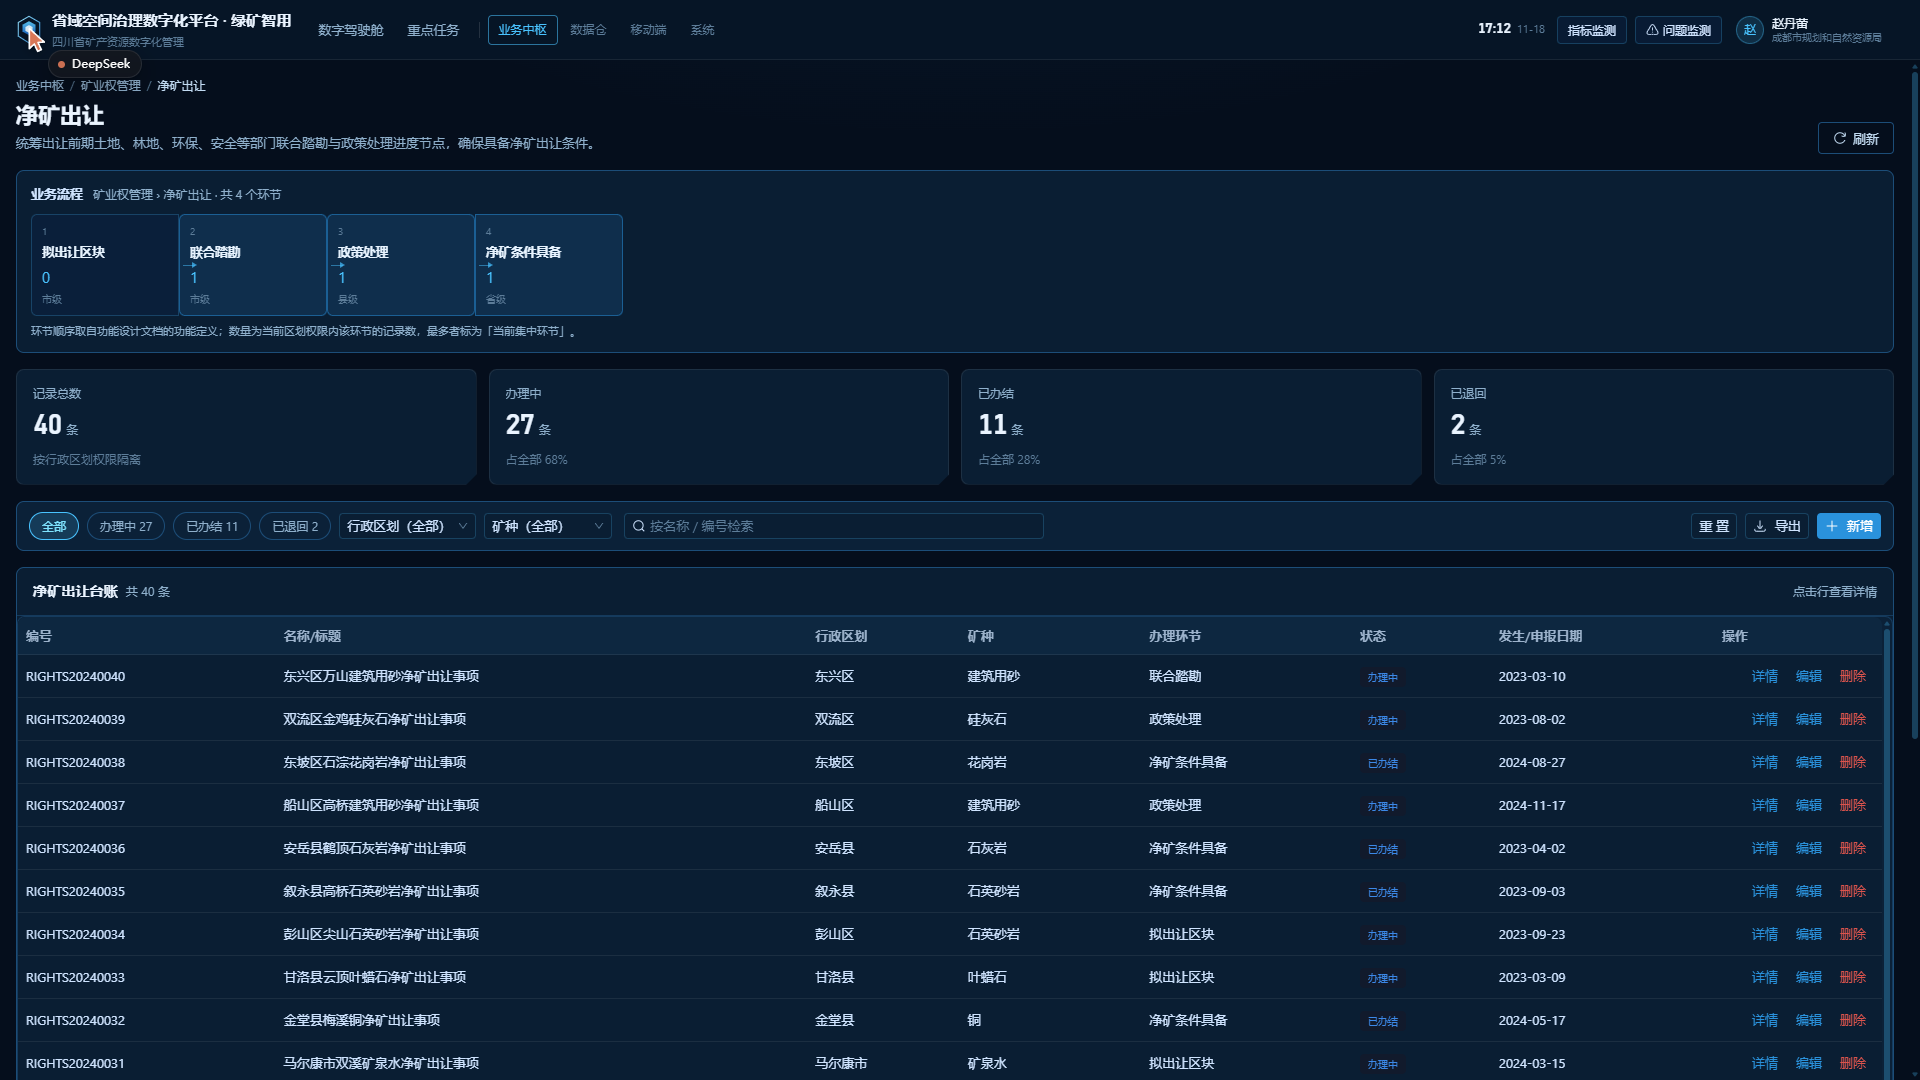 省域空间治理数字化平台 · 绿矿智用
四川省矿产资源数字化管理
数字驾驶舱 重点任务 业务中枢 数据仓 移动端 系统
17:12 11-18 指标监测 问题监测 赵 赵丹苗
成都市规划和自然资源局
DeepSeek
业务中枢 / 矿业权管理 / 净矿出让
净矿出让
统筹出让前期土地、林地、环保、安全等部门联合踏勘与政策处理进度节点，确保具备净矿出让条件。
刷新
业务流程 矿业权管理 › 净矿出让 · 共 4 个环节
1 2 3 4
拟出让区块 联合踏勘 政策处理 净矿条件具备
0 1 1 1
市级 市级 县级 省级
环节顺序取自功能设计文档的功能定义；数量为当前区划权限内该环节的记录数，最多者标为「当前集中环节」。
记录总数 办理中 已办结 已退回
40 条 27 条 11 条 2 条
按行政区划权限隔离 占全部 68% 占全部 28% 占全部 5%
全部 办理中 27 已办结 11 已退回 2 行政区划（全部） 矿种（全部） 按名称 / 编号检索 重 置 导出 新增
净矿出让台账 共 40 条 点击行查看详情
编号 名称/标题 行政区划 矿种 办理环节 状态 发生/申报日期 操作
RIGHTS20240040 东兴区万山建筑用砂净矿出让事项 东兴区 建筑用砂 联合踏勘 办理中 2023-03-10 详情 编辑 删除
RIGHTS20240039 双流区金鸡硅灰石净矿出让事项 双流区 硅灰石 政策处理 办理中 2023-08-02 详情 编辑 删除
RIGHTS20240038 东坡区石淙花岗岩净矿出让事项 东坡区 花岗岩 净矿条件具备 已办结 2024-08-27 详情 编辑 删除
RIGHTS20240037 船山区高桥建筑用砂净矿出让事项 船山区 建筑用砂 政策处理 办理中 2024-11-17 详情 编辑 删除
RIGHTS20240036 安岳县鹤顶石灰岩净矿出让事项 安岳县 石灰岩 净矿条件具备 已办结 2023-04-02 详情 编辑 删除
RIGHTS20240035 叙永县高桥石英砂岩净矿出让事项 叙永县 石英砂岩 净矿条件具备 已办结 2023-09-03 详情 编辑 删除
RIGHTS20240034 彭山区尖山石英砂岩净矿出让事项 彭山区 石英砂岩 拟出让区块 办理中 2023-09-23 详情 编辑 删除
RIGHTS20240033 甘洛县云顶叶蜡石净矿出让事项 甘洛县 叶蜡石 拟出让区块 办理中 2023-03-09 详情 编辑 删除
RIGHTS20240032 金堂县梅溪铜净矿出让事项 金堂县 铜 净矿条件具备 已办结 2024-05-17 详情 编辑 删除
RIGHTS20240031 马尔康市双溪矿泉水净矿出让事项 马尔康市 矿泉水 拟出让区块 办理中 2024-03-15 详情 编辑 删除